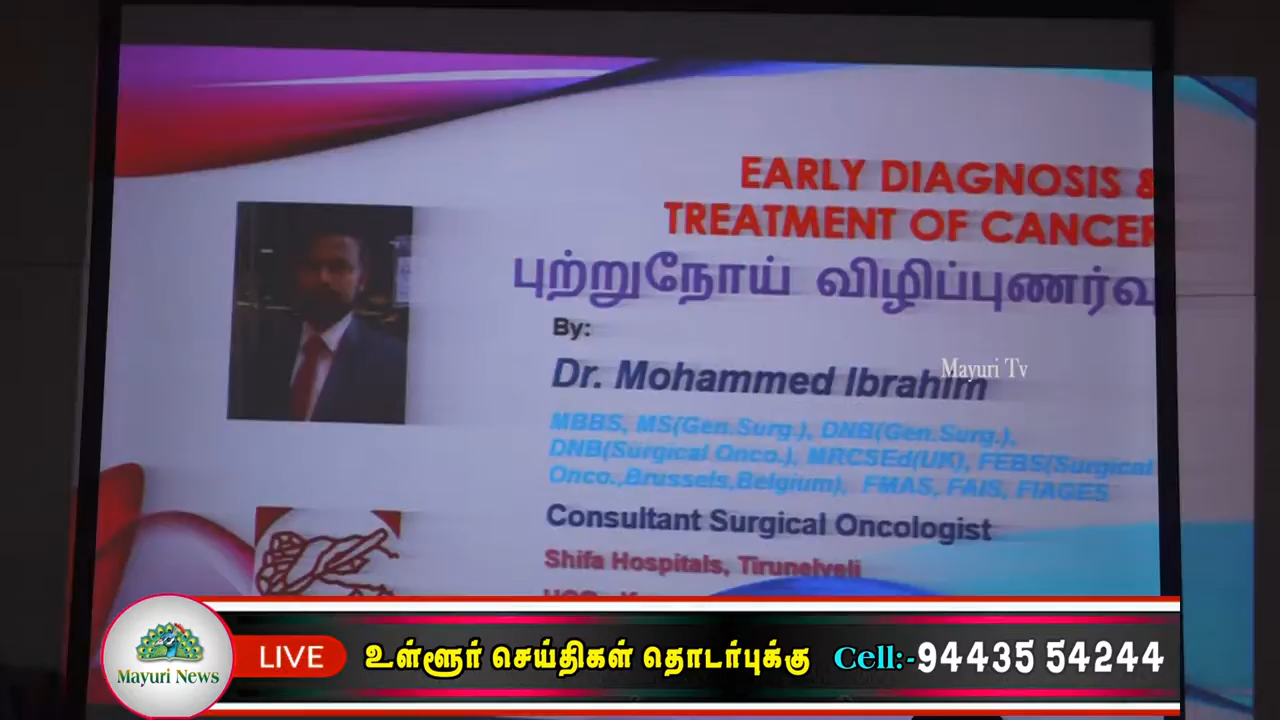 EARLY DIAGNOSIS &
TREATMENT OF CANCER
புற்றுநோய் விழிப்புணர்வு
By:
Dr. Mohammed Ibrahim
Mayuri Tv
MBBS, MS(Gen.Surg.), DNB(Gen.Surg.),
DNB(Surgical Onco.), MRCSEd(UK), FEBS(Surgical
Onco.,Brussels,Belgium), FMAS, FAIS, FIAGES
Consultant Surgical Oncologist
Shifa Hospitals, Tirunelveli
Mayuri News
LIVE
உள்ளூர் செய்திகள் தொடர்புக்கு Cell:-94435 54244